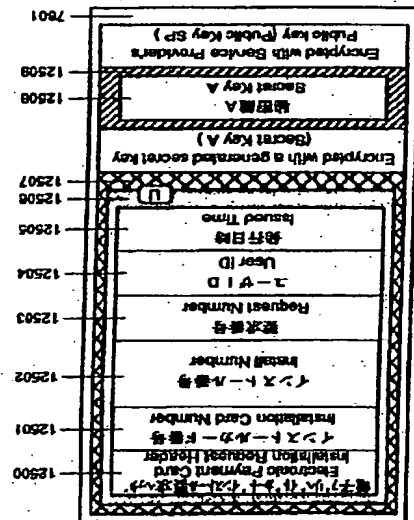 Electronic Payment Card
Installation Request Header
12500
インストールカード番号
Installation Card Number
12501
インストール番号
Install Number
12502
要求番号
Request Number
12503
ユーザID
User ID
12504
発行日時
Issued Time
12505
U
12506
12507
Encrypted with a generated secret key
(Secret Key A )
秘密鍵A
Secret Key A
12508
12509
Encrypted with Service Provider's
Public key (Public Key SP )
7601